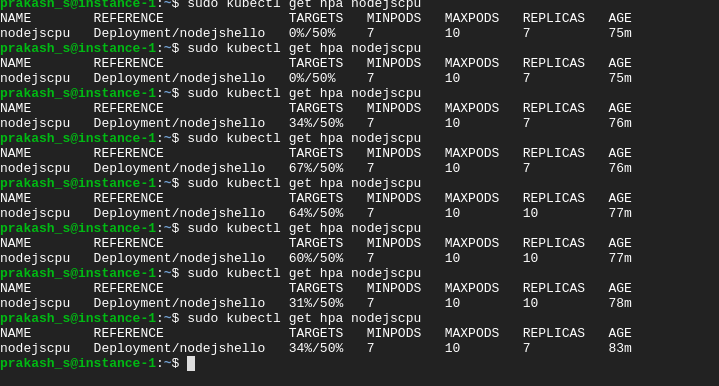 prakash_s@instance-1:~$ sudo kubectl get hpa nodejscpu
NAME        REFERENCE                TARGETS   MINPODS   MAXPODS   REPLICAS   AGE
nodejscpu   Deployment/nodejshello   0%/50%    7         10        7          75m
prakash_s@instance-1:~$ sudo kubectl get hpa nodejscpu
NAME        REFERENCE                TARGETS   MINPODS   MAXPODS   REPLICAS   AGE
nodejscpu   Deployment/nodejshello   0%/50%    7         10        7          75m
prakash_s@instance-1:~$ sudo kubectl get hpa nodejscpu
NAME        REFERENCE                TARGETS   MINPODS   MAXPODS   REPLICAS   AGE
nodejscpu   Deployment/nodejshello   34%/50%   7         10        7          76m
prakash_s@instance-1:~$ sudo kubectl get hpa nodejscpu
NAME        REFERENCE                TARGETS   MINPODS   MAXPODS   REPLICAS   AGE
nodejscpu   Deployment/nodejshello   67%/50%   7         10        7          76m
prakash_s@instance-1:~$ sudo kubectl get hpa nodejscpu
NAME        REFERENCE                TARGETS   MINPODS   MAXPODS   REPLICAS   AGE
nodejscpu   Deployment/nodejshello   64%/50%   7         10        10         77m
prakash_s@instance-1:~$ sudo kubectl get hpa nodejscpu
NAME        REFERENCE                TARGETS   MINPODS   MAXPODS   REPLICAS   AGE
nodejscpu   Deployment/nodejshello   60%/50%   7         10        10         77m
prakash_s@instance-1:~$ sudo kubectl get hpa nodejscpu
NAME        REFERENCE                TARGETS   MINPODS   MAXPODS   REPLICAS   AGE
nodejscpu   Deployment/nodejshello   31%/50%   7         10        10         78m
prakash_s@instance-1:~$ sudo kubectl get hpa nodejscpu
NAME        REFERENCE                TARGETS   MINPODS   MAXPODS   REPLICAS   AGE
nodejscpu   Deployment/nodejshello   34%/50%   7         10        7          83m
prakash_s@instance-1:~$